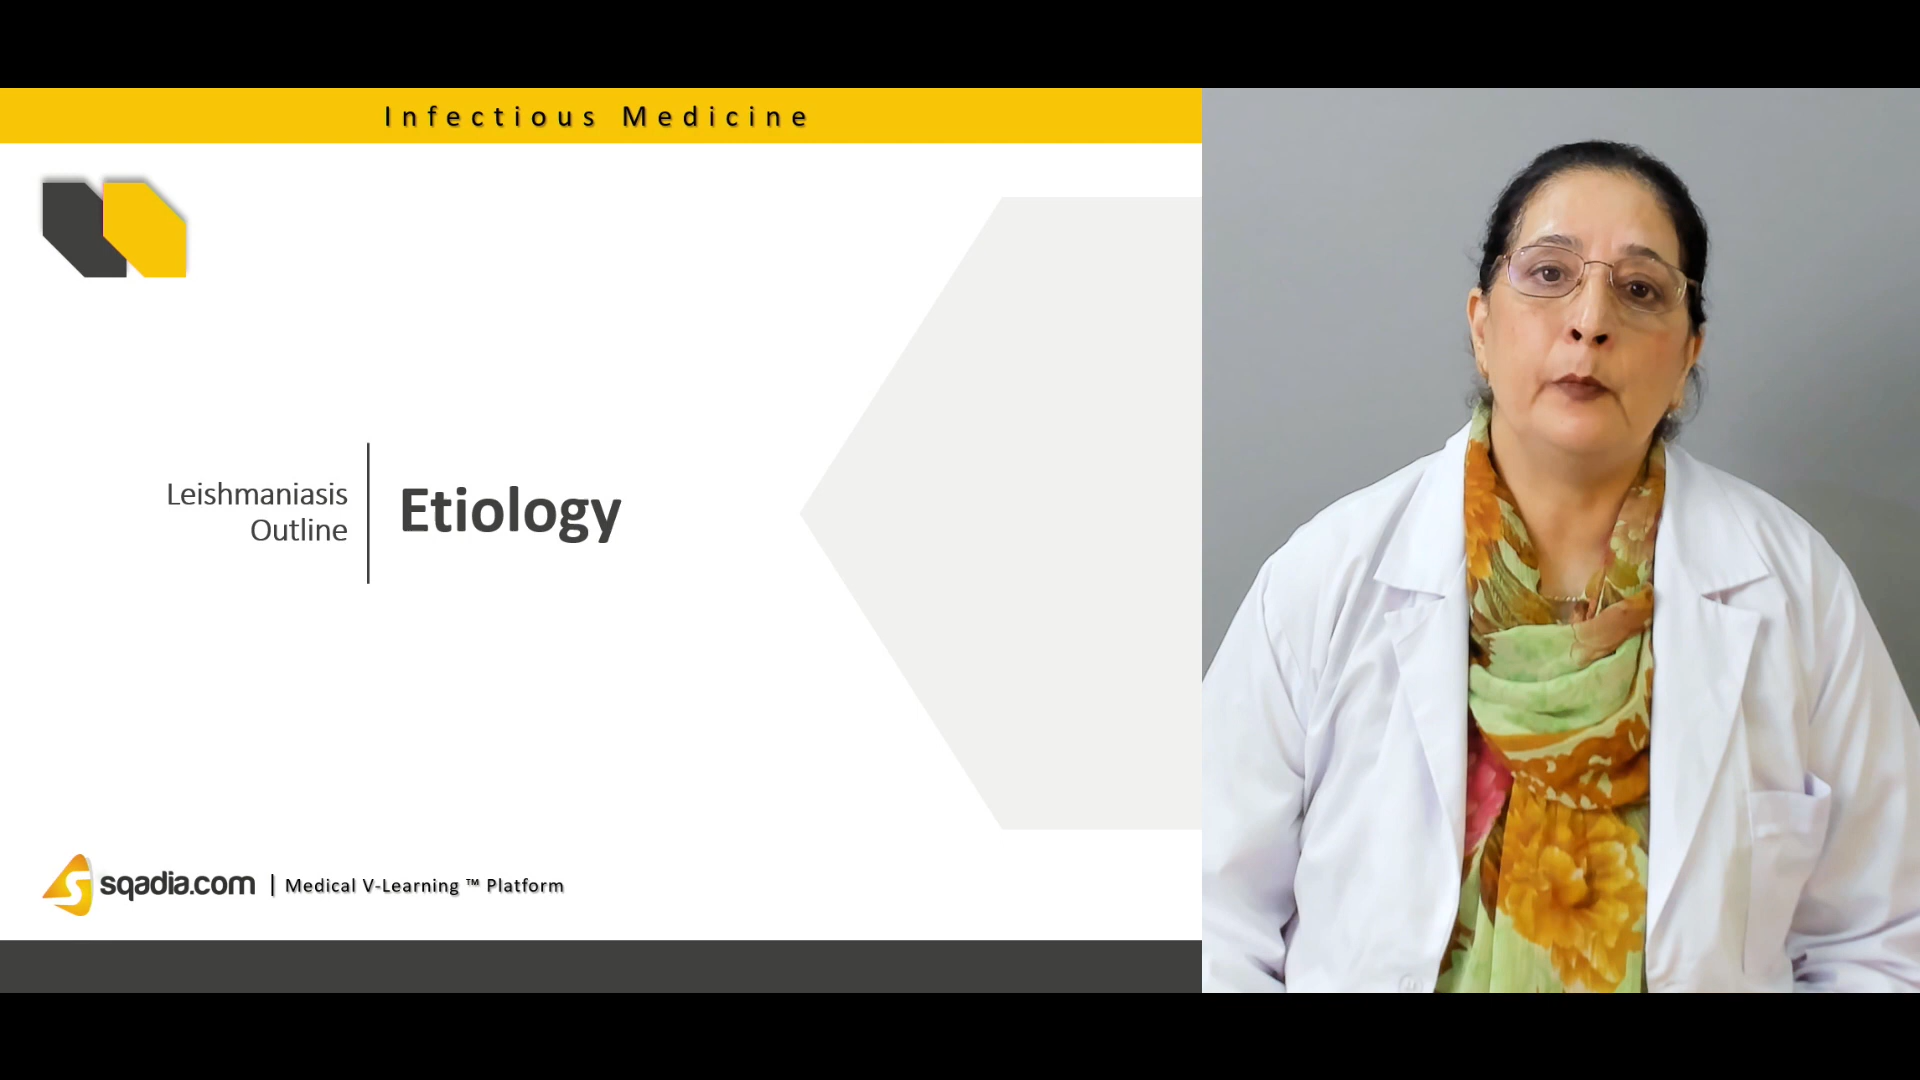 Infectious Medicine
Leishmaniasis
Outline
Etiology
sqadia.com | Medical V-Learning ™ Platform